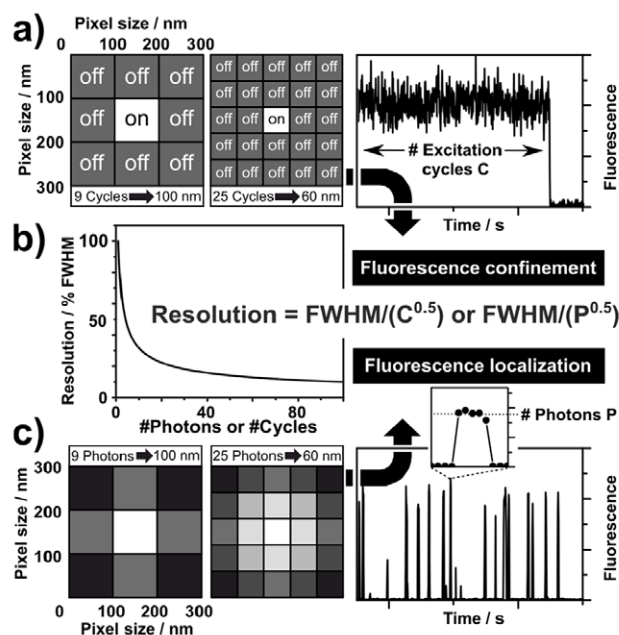 a)
Pixel size / nm
0 100 200 300
Pixel size / nm
100
200
300
off off off
off on off
off off off
9 Cycles 100 nm
off off off off off
off off off off off
off off on off off
off off off off off
off off off off off
25 Cycles 60 nm
# Excitation
cycles C
Fluorescence
Time / s
b)
Resolution / % FWHM
100
50
0
0 40 80
#Photons or #Cycles
Fluorescence confinement
Resolution = FWHM/(C^0.5) or FWHM/(P^0.5)
Fluorescence localization
# Photons P
c)
9 Photons 100 nm
25 Photons 60 nm
Pixel size / nm
300
200
100
0 100 200 300
Pixel size / nm
Fluorescence
Time / s